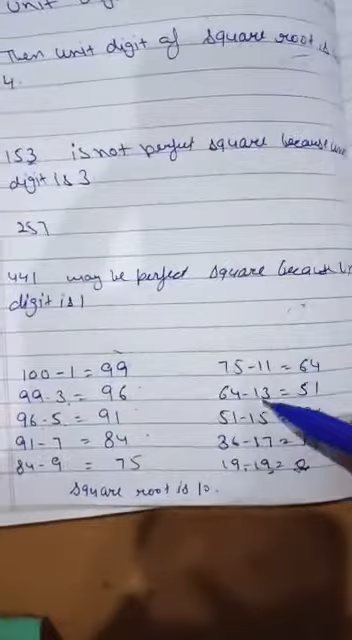 unit
Then unit digit of square root is
4.
153 is not perfect square because
digit is 3
257
441 may be perfect square because
digit is 1
100-1 = 99
99-3 = 96
96-5 = 91
91-7 = 84
84-9 = 75
75-11 = 64
64-13 = 51
51-15
36-17=
19-19=
square root is 10.